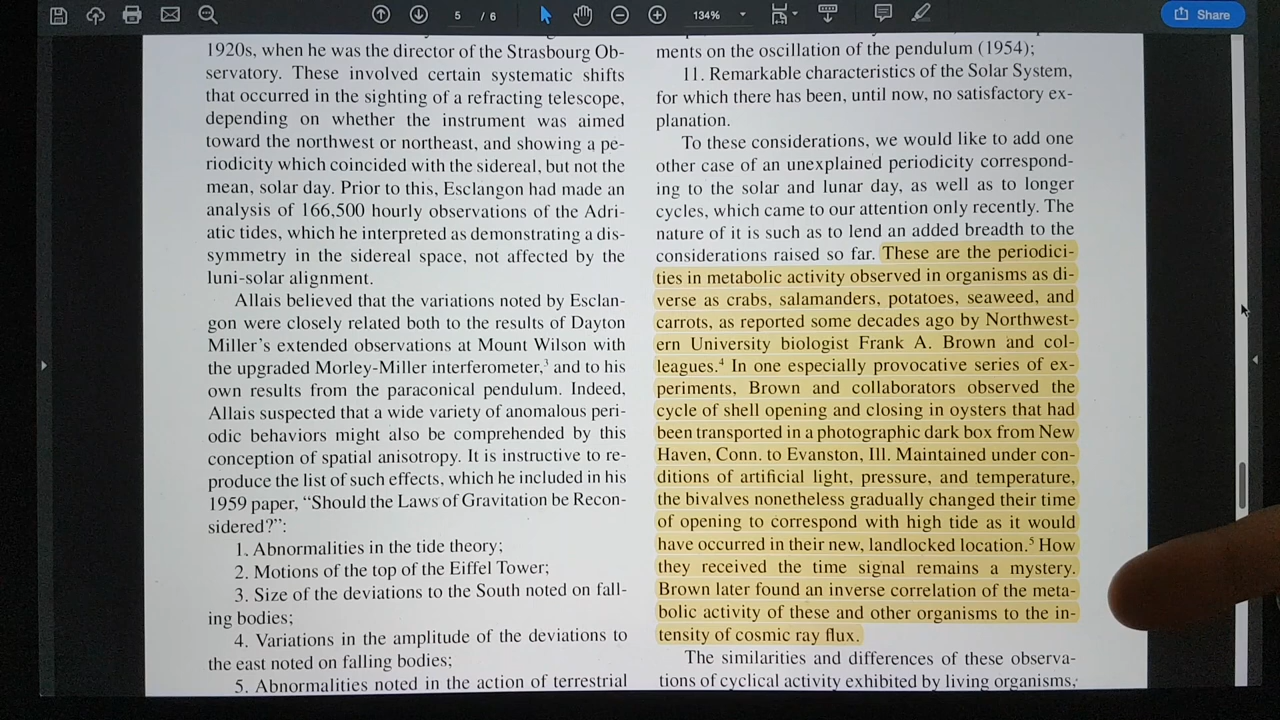 5 / 6
134%
Share
1920s, when he was the director of the Strasbourg Ob-
servatory. These involved certain systematic shifts
that occurred in the sighting of a refracting telescope,
depending on whether the instrument was aimed
toward the northwest or northeast, and showing a pe-
riodicity which coincided with the sidereal, but not the
mean, solar day. Prior to this, Esclangon had made an
analysis of 166,500 hourly observations of the Adri-
atic tides, which he interpreted as demonstrating a dis-
symmetry in the sidereal space, not affected by the
luni-solar alignment.
Allais believed that the variations noted by Esclan-
gon were closely related both to the results of Dayton
Miller's extended observations at Mount Wilson with
the upgraded Morley-Miller interferometer,³ and to his
own results from the paraconical pendulum. Indeed,
Allais suspected that a wide variety of anomalous peri-
odic behaviors might also be comprehended by this
conception of spatial anisotropy. It is instructive to re-
produce the list of such effects, which he included in his
1959 paper, “Should the Laws of Gravitation be Recon-
sidered?”:
1. Abnormalities in the tide theory;
2. Motions of the top of the Eiffel Tower;
3. Size of the deviations to the South noted on fall-
ing bodies;
4. Variations in the amplitude of the deviations to
the east noted on falling bodies;
5. Abnormalities noted in the action of terrestrial
ments on the oscillation of the pendulum (1954);
11. Remarkable characteristics of the Solar System,
for which there has been, until now, no satisfactory ex-
planation.
To these considerations, we would like to add one
other case of an unexplained periodicity correspond-
ing to the solar and lunar day, as well as to longer
cycles, which came to our attention only recently. The
nature of it is such as to lend an added breadth to the
considerations raised so far. These are the periodici-
ties in metabolic activity observed in organisms as di-
verse as crabs, salamanders, potatoes, seaweed, and
carrots, as reported some decades ago by Northwest-
ern University biologist Frank A. Brown and col-
leagues.⁴ In one especially provocative series of ex-
periments, Brown and collaborators observed the
cycle of shell opening and closing in oysters that had
been transported in a photographic dark box from New
Haven, Conn. to Evanston, Ill. Maintained under con-
ditions of artificial light, pressure, and temperature,
the bivalves nonetheless gradually changed their time
of opening to correspond with high tide as it would
have occurred in their new, landlocked location.⁵ How
they received the time signal remains a mystery.
Brown later found an inverse correlation of the meta-
bolic activity of these and other organisms to the in-
tensity of cosmic ray flux.
The similarities and differences of these observa-
tions of cyclical activity exhibited by living organisms,